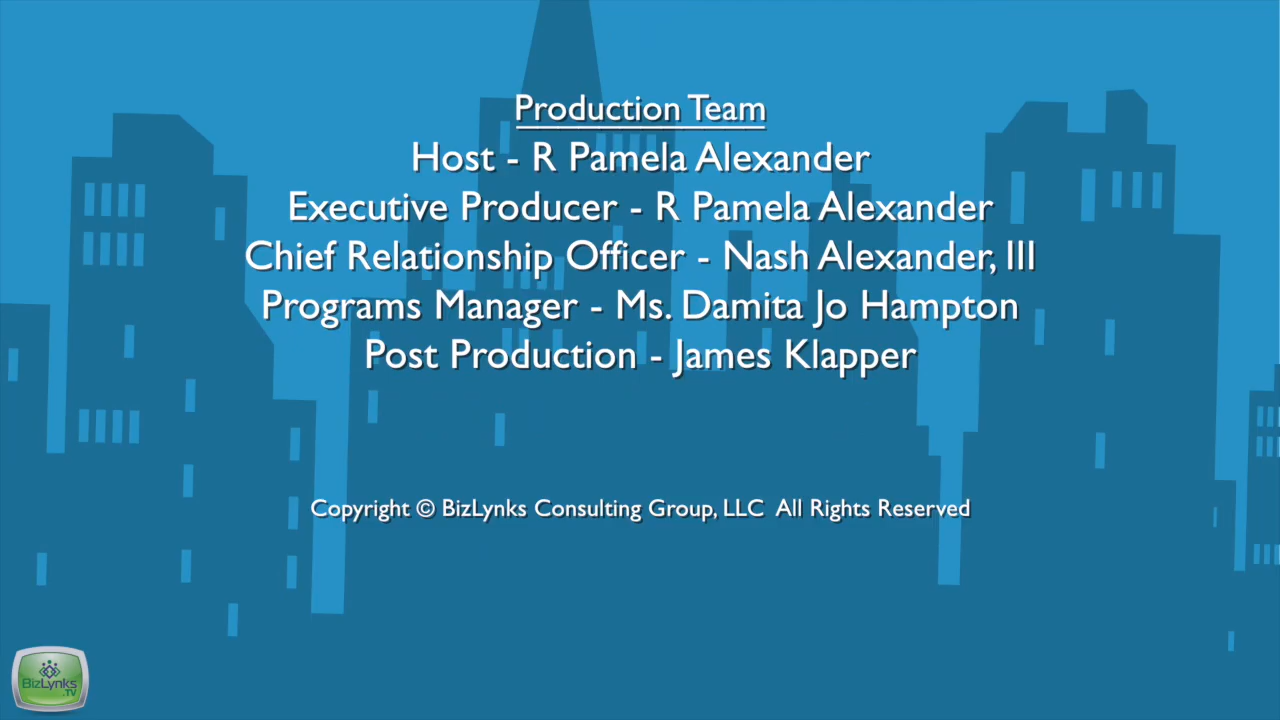 Production Team
Host - R Pamela Alexander
Executive Producer - R Pamela Alexander
Chief Relationship Officer - Nash Alexander, III
Programs Manager - Ms. Damita Jo Hampton
Post Production - James Klapper
Copyright © BizLynks Consulting Group, LLC All Rights Reserved
BizLynks
.TV